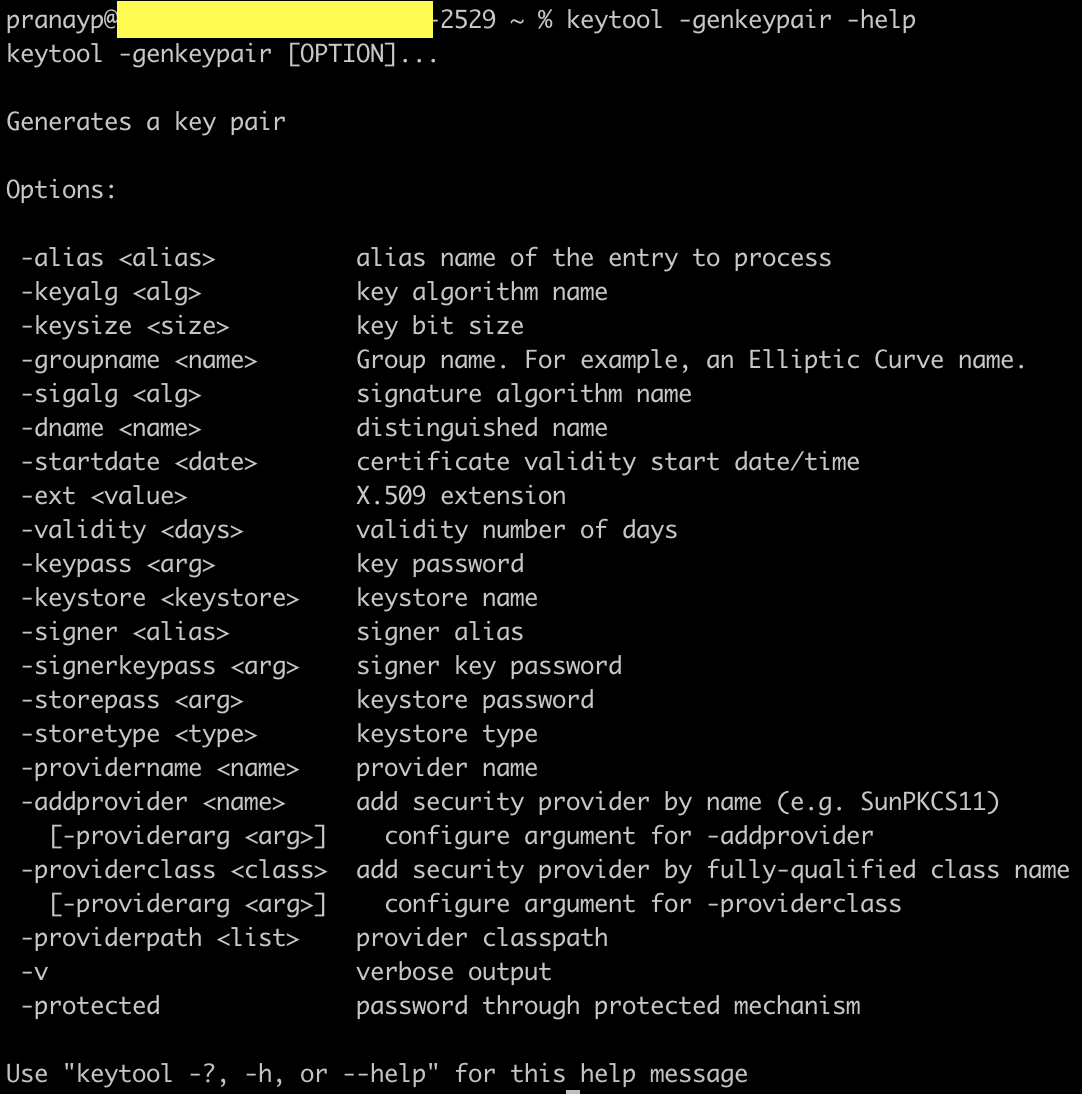 pranayp@ -2529 ~ % keytool -genkeypair -help
keytool -genkeypair [OPTION]...
Generates a key pair
Options:
-alias <alias> alias name of the entry to process
-keyalg <alg> key algorithm name
-keysize <size> key bit size
-groupname <name> Group name. For example, an Elliptic Curve name.
-sigalg <alg> signature algorithm name
-dname <name> distinguished name
-startdate <date> certificate validity start date/time
-ext <value> X.509 extension
-validity <days> validity number of days
-keypass <arg> key password
-keystore <keystore> keystore name
-signer <alias> signer alias
-signerkeypass <arg> signer key password
-storepass <arg> keystore password
-storetype <type> keystore type
-providername <name> provider name
-addprovider <name> add security provider by name (e.g. SunPKCS11)
[-providerarg <arg>] configure argument for -addprovider
-providerclass <class> add security provider by fully-qualified class name
[-providerarg <arg>] configure argument for -providerclass
-providerpath <list> provider classpath
-v verbose output
-protected password through protected mechanism
Use "keytool -?, -h, or --help" for this help message